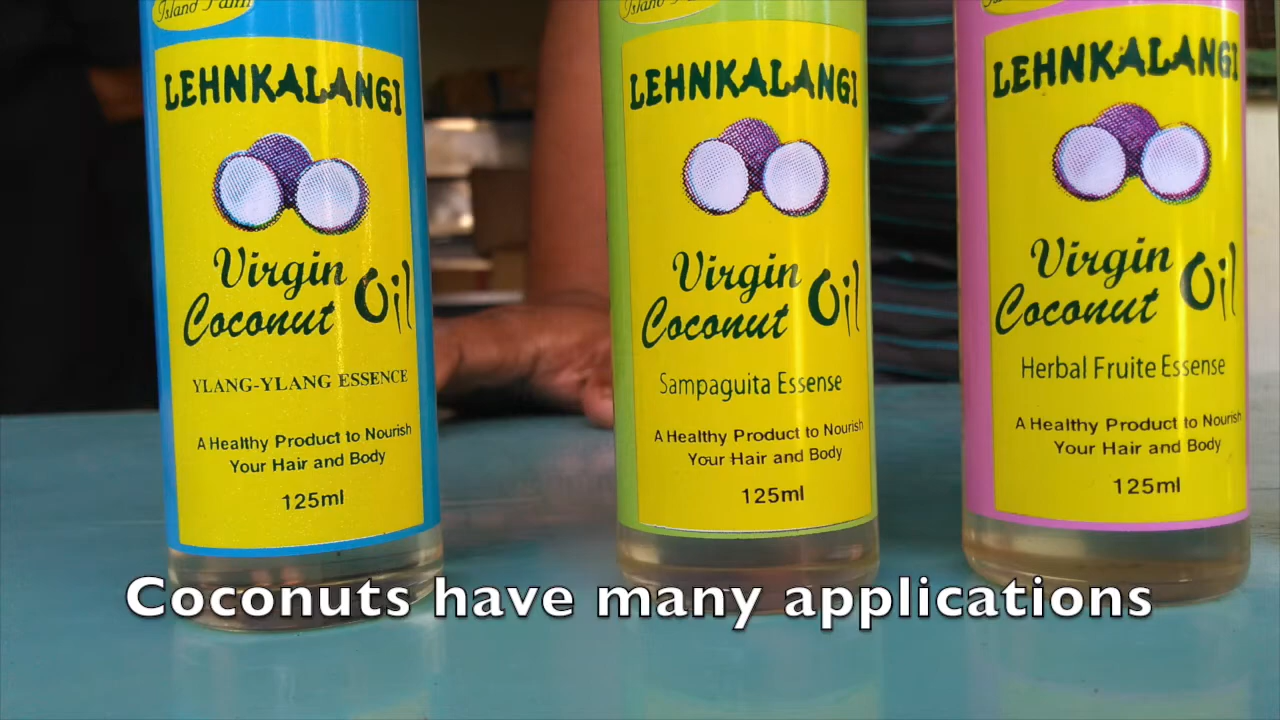 Island Palm
LEHNKALANGI
Virgin
Coconut Oil
YLANG-YLANG ESSENCE
A Healthy Product to Nourish
Your Hair and Body
125ml
LEHNKALANGI
Virgin
Coconut Oil
Sampaguita Essense
A Healthy Product to Nourish
Your Hair and Body
125ml
LEHNKALANGI
Virgin
Coconut Oil
Herbal Fruite Essense
A Healthy Product to Nourish
Your Hair and Body
125ml
Coconuts have many applications